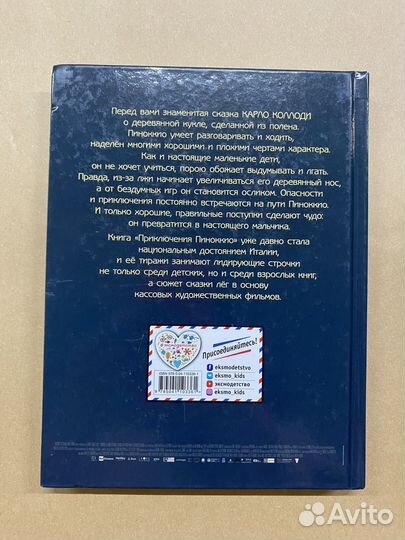 Перед вами знаменитая сказка КАРЛО КОЛЛОДИ
о деревянной кукле, сделанной из полена.
Пиноккио умеет разговаривать и ходить,
наделён многими хорошими и плохими чертами характера.
Как и настоящие маленькие дети,
он не хочет учиться, порою обожает выдумывать и лгать.
Правда, из-за лжи начинает увеличиваться его деревянный нос,
а от бездумных игр он становится осликом. Опасности
и приключения постоянно встречаются на пути Пиноккио.
И только хорошие, правильные поступки сделают чудо:
он превратится в настоящего мальчика.
Книга «Приключения Пиноккио» уже давно стала
национальным достоянием Италии,
и её тиражи занимают лидирующие строчки
не только среди детских, но и среди взрослых книг,
а сюжет сказки лёг в основу
кассовых художественных фильмов.
Присоединяйтесь!
#эксмодетство
eksmodetstvo
eksmo_kids
эксмодетство
eksmo_kids
Avito